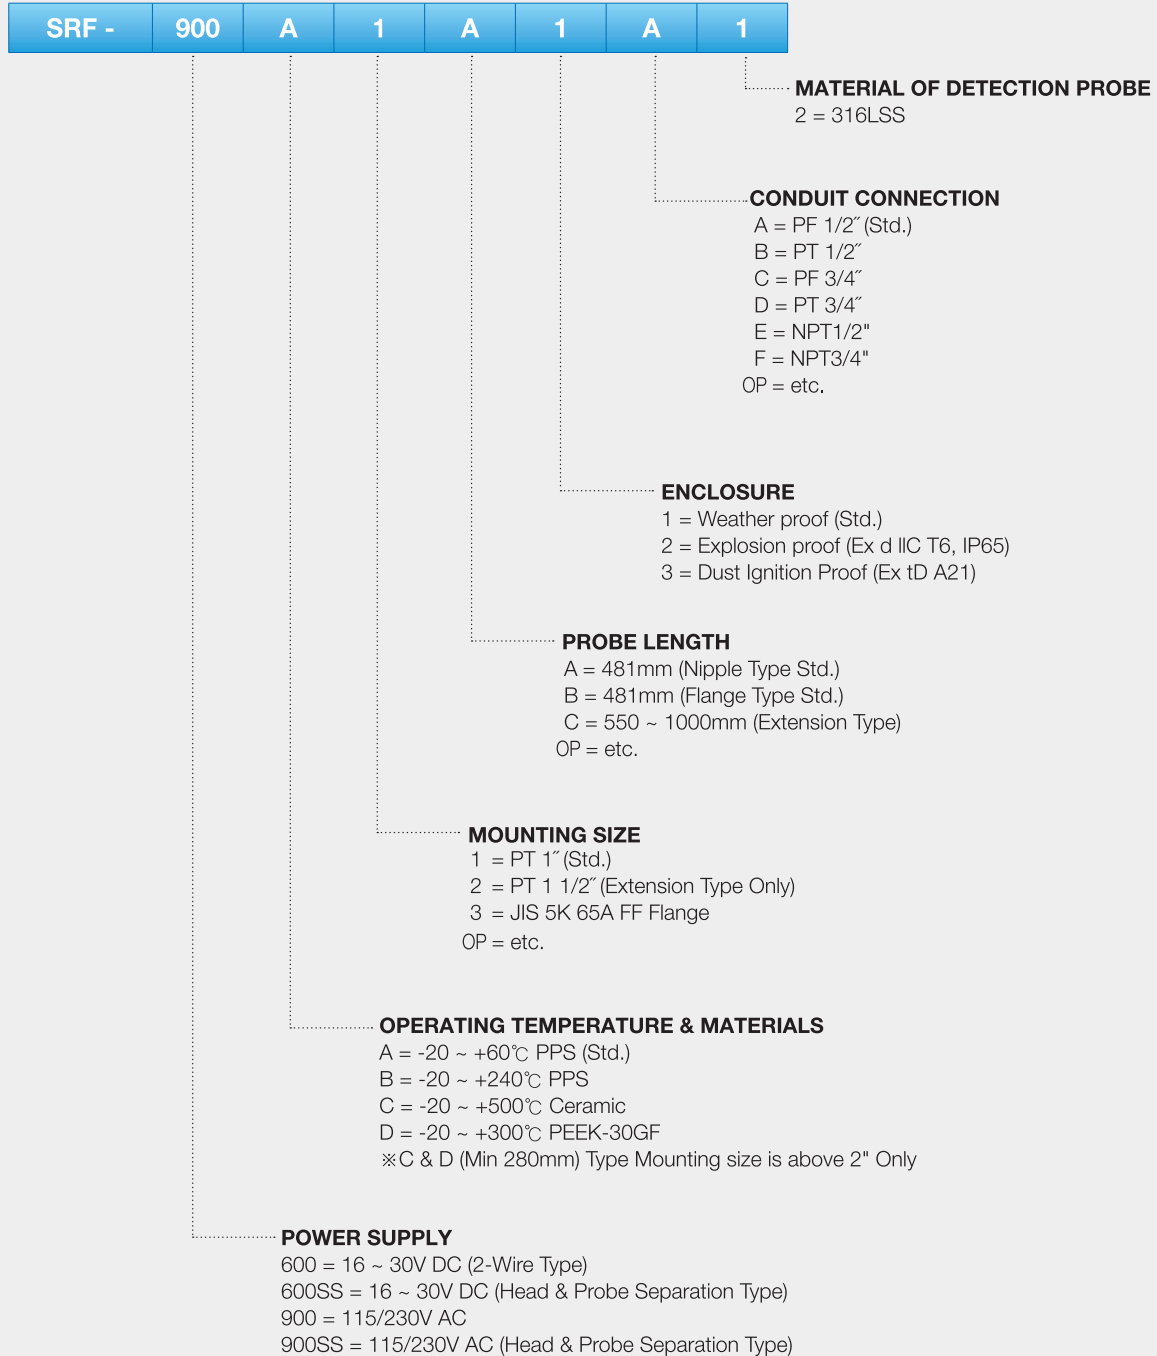 SRF - 900 A 1 A 1 A 1
MATERIAL OF DETECTION PROBE
2 = 316LSS
CONDUIT CONNECTION
A = PF 1/2˝ (Std.)
B = PT 1/2˝
C = PF 3/4˝
D = PT 3/4˝
E = NPT1/2"
F = NPT3/4"
OP = etc.
ENCLOSURE
1 = Weather proof (Std.)
2 = Explosion proof (Ex d IIC T6, IP65)
3 = Dust Ignition Proof (Ex tD A21)
PROBE LENGTH
A = 481mm (Nipple Type Std.)
B = 481mm (Flange Type Std.)
C = 550 ~ 1000mm (Extension Type)
OP = etc.
MOUNTING SIZE
1 = PT 1˝ (Std.)
2 = PT 1 1/2˝ (Extension Type Only)
3 = JIS 5K 65A FF Flange
OP = etc.
OPERATING TEMPERATURE & MATERIALS
A = -20 ~ +60℃ PPS (Std.)
B = -20 ~ +240℃ PPS
C = -20 ~ +500℃ Ceramic
D = -20 ~ +300℃ PEEK-30GF
※C & D (Min 280mm) Type Mounting size is above 2" Only
POWER SUPPLY
600 = 16 ~ 30V DC (2-Wire Type)
600SS = 16 ~ 30V DC (Head & Probe Separation Type)
900 = 115/230V AC
900SS = 115/230V AC (Head & Probe Separation Type)